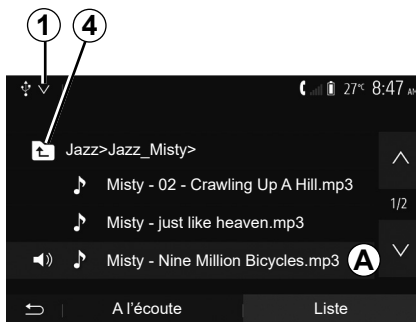 1 4
27°C 8:47 AM
Jazz>Jazz_Misty>
Misty - 02 - Crawling Up A Hill.mp3
1/2
Misty - just like heaven.mp3
Misty - Nine Million Bicycles.mp3 A
A l'écoute Liste